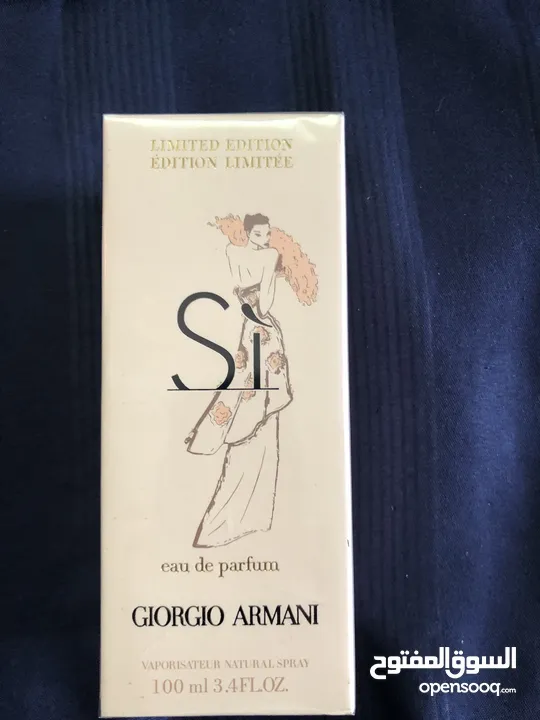 LIMITED EDITION
ÉDITION LIMITÉE
Sì
eau de parfum
GIORGIO ARMANI
VAPORISATEUR NATURAL SPRAY
100 ml 3.4FL.OZ.
السوق المفتوح
opensooq.com